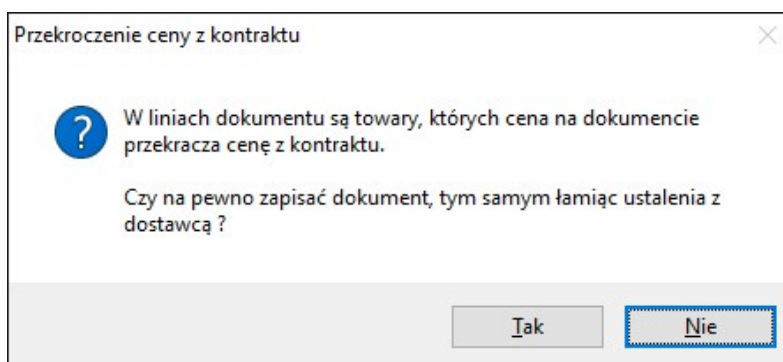 Przekroczenie ceny z kontraktu
W liniach dokumentu są towary, których cena na dokumencie
przekracza cenę z kontraktu.
Czy na pewno zapisać dokument, tym samym łamiąc ustalenia z
dostawcą ?
Tak
Nie